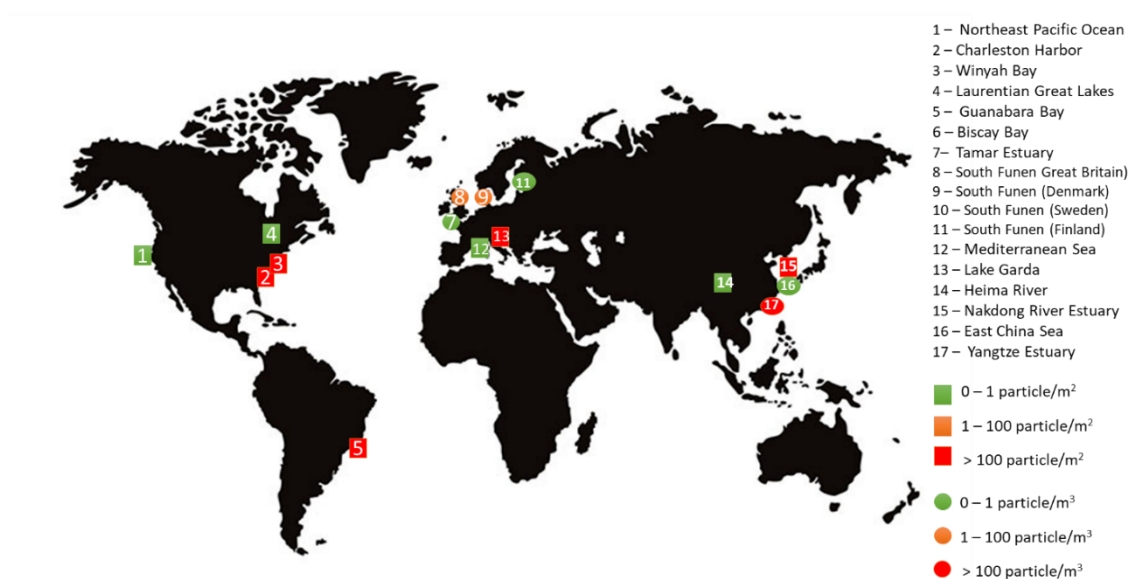 1 – Northeast Pacific Ocean
2 – Charleston Harbor
3 – Winyah Bay
4 – Laurentian Great Lakes
5 – Guanabara Bay
6 – Biscay Bay
7 – Tamar Estuary
8 – South Funen Great Britain)
9 – South Funen (Denmark)
10 – South Funen (Sweden)
11 – South Funen (Finland)
12 – Mediterranean Sea
13 – Lake Garda
14 – Heima River
15 – Nakdong River Estuary
16 – East China Sea
17 – Yangtze Estuary
0 – 1 particle/m²
1 – 100 particle/m²
> 100 particle/m²
0 – 1 particle/m³
1 – 100 particle/m³
> 100 particle/m³
11
8
9
7
4
13
12
1
3
2
15
14
16
17
5